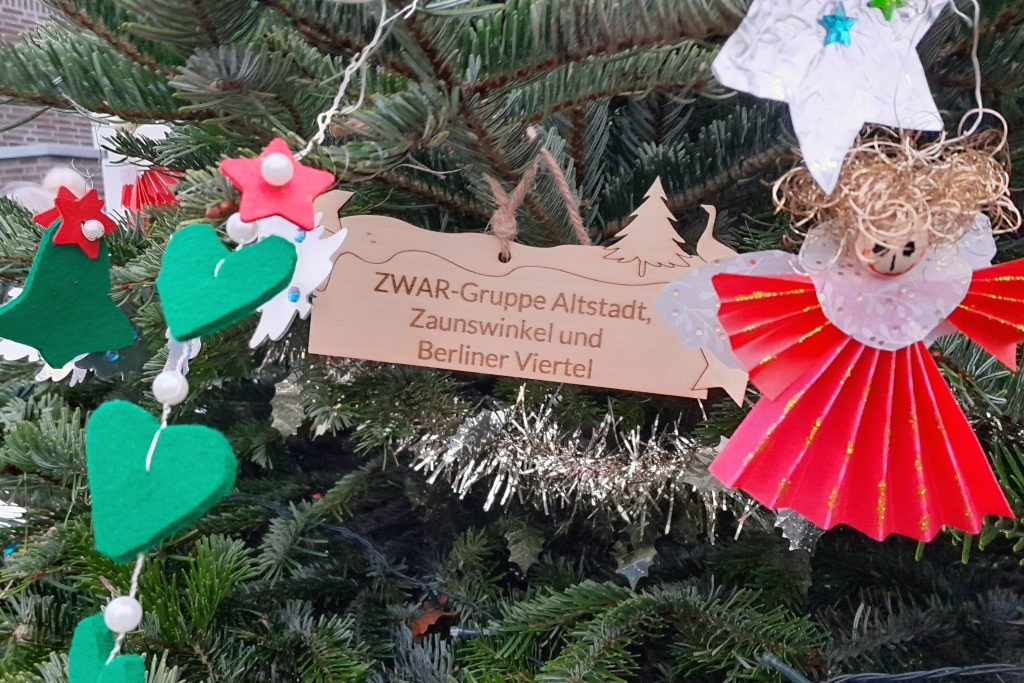 ZWAR-Gruppe Altstadt,
Zaunswinkel und
Berliner Viertel